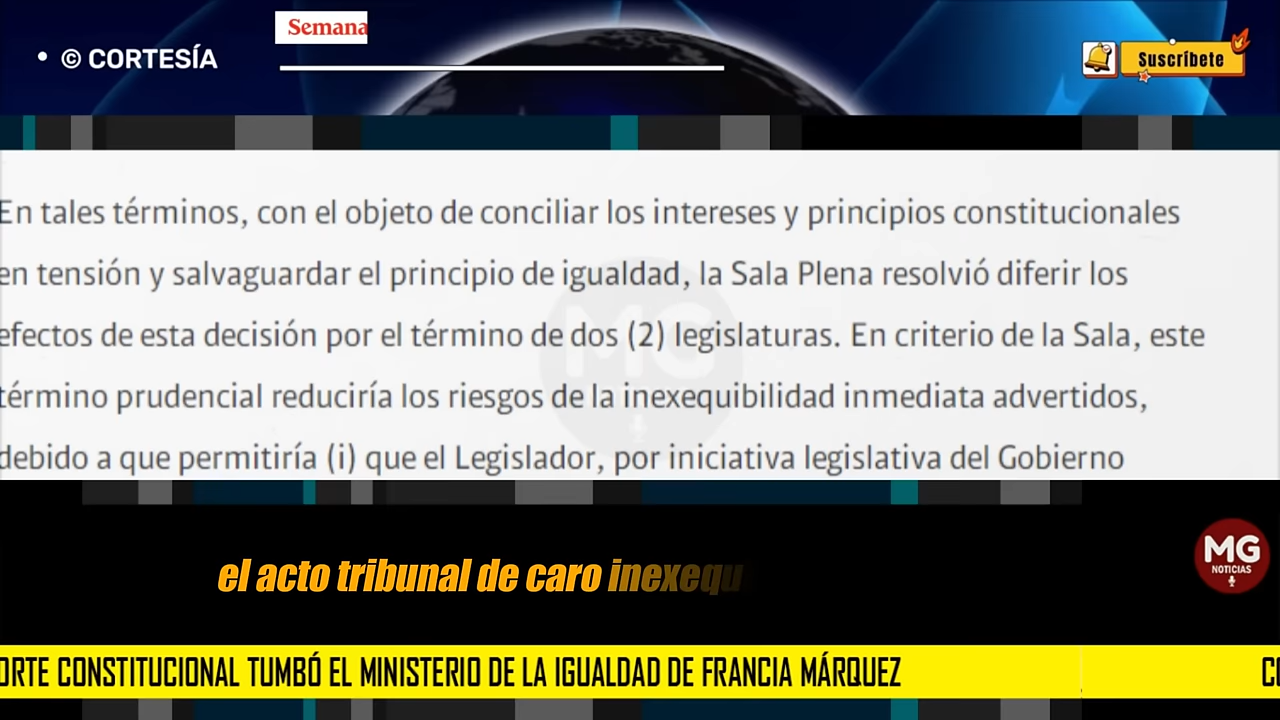 Semana
• © CORTESÍA
Suscríbete
En tales términos, con el objeto de conciliar los intereses y principios constitucionales
en tensión y salvaguardar el principio de igualdad, la Sala Plena resolvió diferir los
efectos de esta decisión por el término de dos (2) legislaturas. En criterio de la Sala, este
término prudencial reduciría los riesgos de la inexequibilidad inmediata advertidos,
debido a que permitiría (i) que el Legislador, por iniciativa legislativa del Gobierno
MG
el acto tribunal de caro inexequ
MG
NOTICIAS
ORTE CONSTITUCIONAL TUMBÓ EL MINISTERIO DE LA IGUALDAD DE FRANCIA MÁRQUEZ